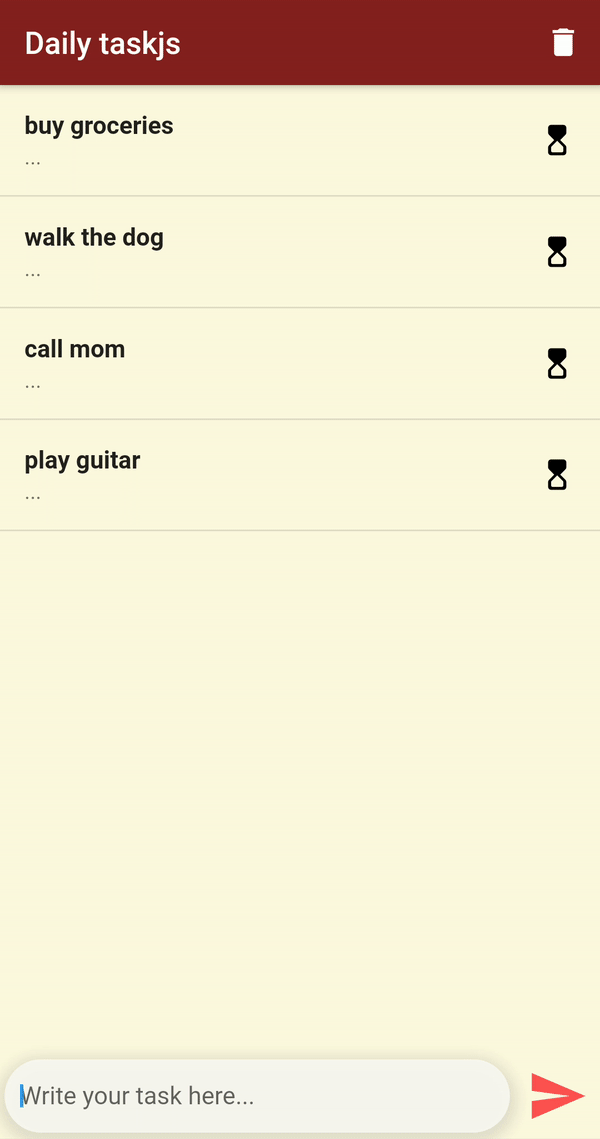 Daily taskjs
buy groceries
...
walk the dog
...
call mom
...
play guitar
...
Write your task here...